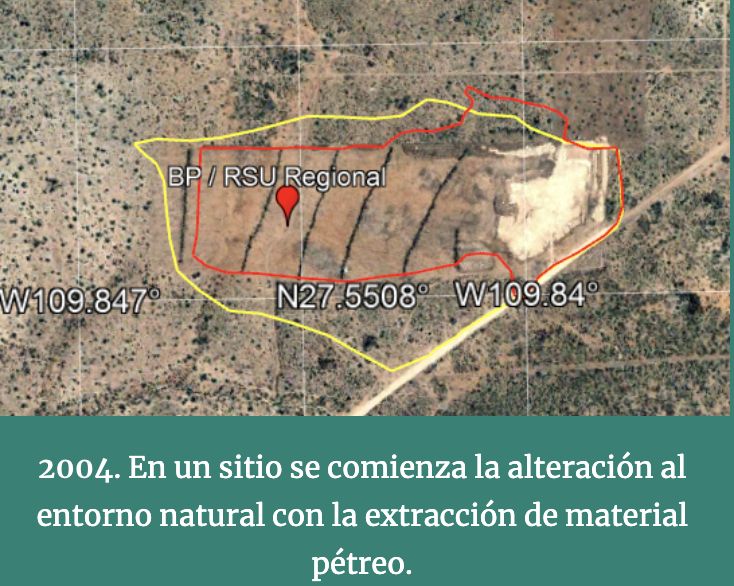 BP / RSU Regional
W109.847°
N27.5508°
W109.84°
2004. En un sitio se comienza la alteración al
entorno natural con la extracción de material
pétreo.